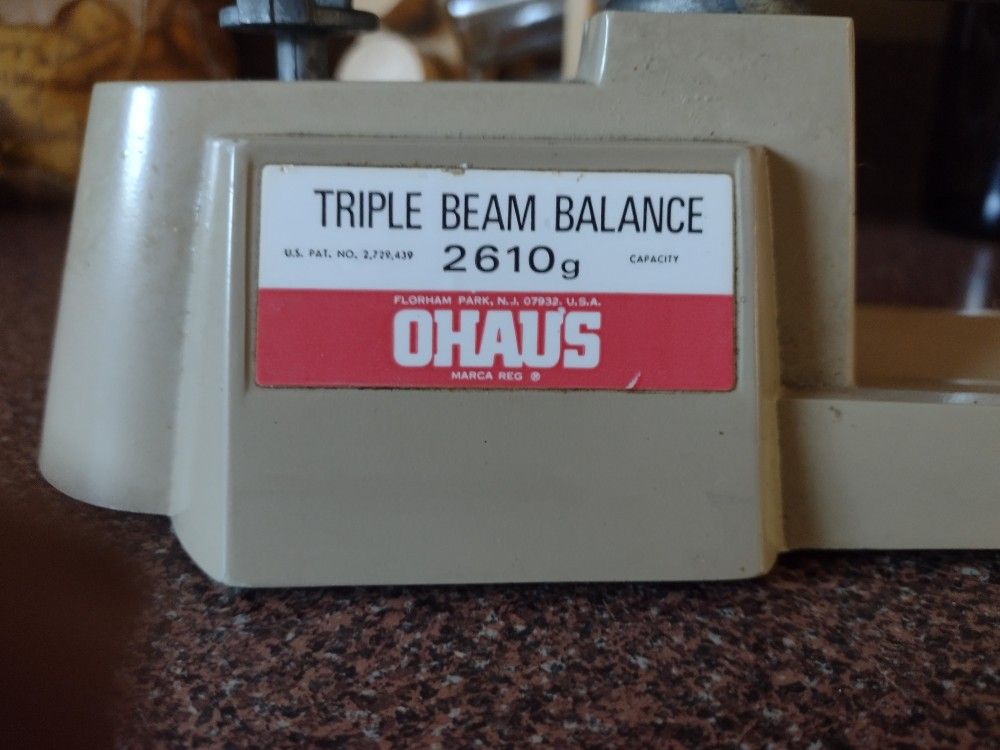 TRIPLE BEAM BALANCE
U.S. PAT. NO. 2,729,439 2610g CAPACITY
FLORHAM PARK, N.J. 07932, U.S.A.
OHAUS
MARCA REG ®